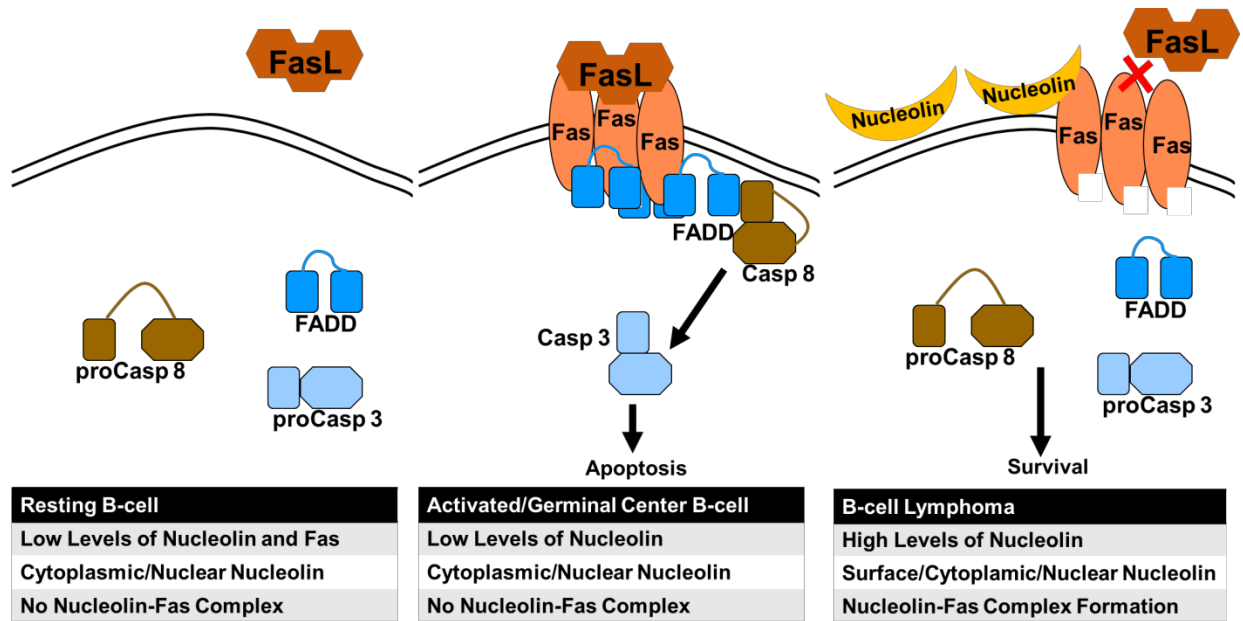 FasL
FADD
proCasp 8
proCasp 3
Resting B-cell
Low Levels of Nucleolin and Fas
Cytoplasmic/Nuclear Nucleolin
No Nucleolin-Fas Complex
FasL
Fas
Fas
Fas
FADD
Casp 8
Casp 3
Apoptosis
Activated/Germinal Center B-cell
Low Levels of Nucleolin
Cytoplasmic/Nuclear Nucleolin
No Nucleolin-Fas Complex
FasL
Nucleolin
Nucleolin
Fas
Fas
Fas
FADD
proCasp 8
proCasp 3
Survival
B-cell Lymphoma
High Levels of Nucleolin
Surface/Cytoplamic/Nuclear Nucleolin
Nucleolin-Fas Complex Formation